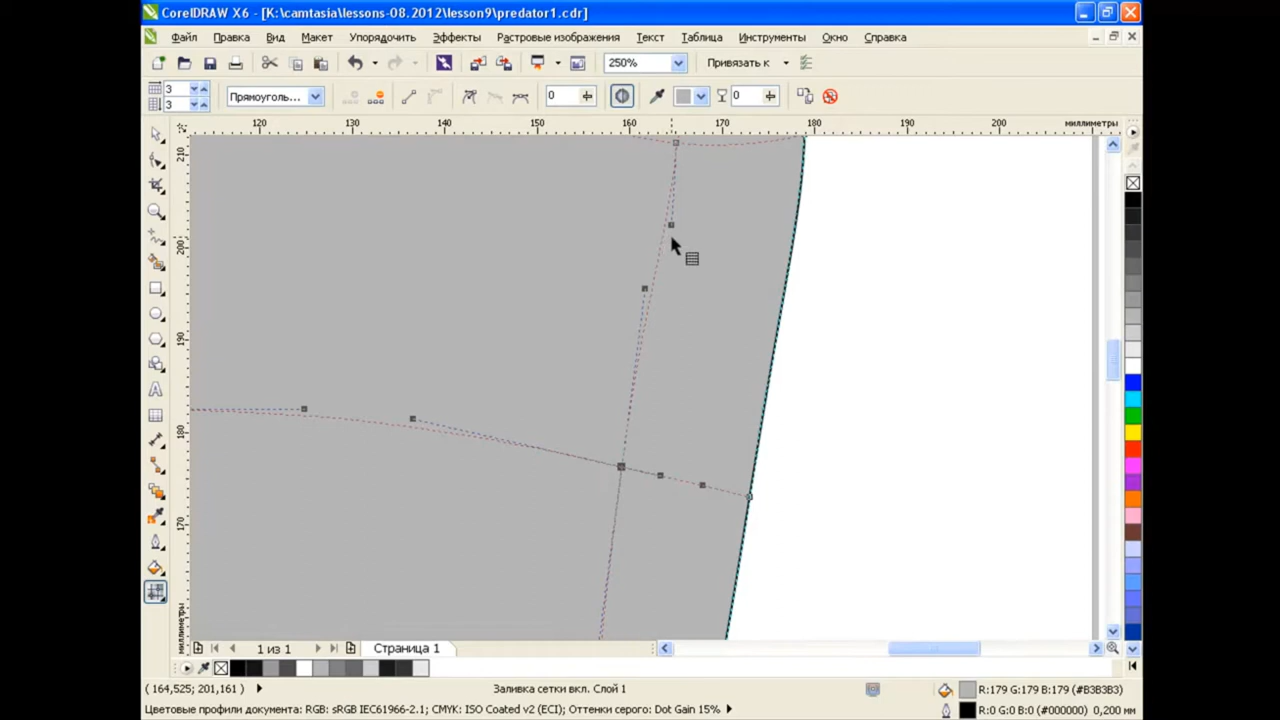 CorelDRAW X6 - [K:\camtasia\lessons-08.2012\lesson9\predator1.cdr]
Файл Правка Вид Макет Упорядочить Эффекты Растровые изображения Текст Таблица Инструменты Окно Справка
250% Привязать к
3
3
Прямоуголь... 0 0
120 130 140 150 160 170 180 190 200 миллиметры
210
200
190
180
170
миллиметры
1 из 1 Страница 1
( 164,525; 201,161 ) Заливка сетки вкл. Слой 1 R:179 G:179 B:179 (#B3B3B3)
Цветовые профили документа: RGB: sRGB IEC61966-2.1; CMYK: ISO Coated v2 (ECI); Оттенки серого: Dot Gain 15% R:0 G:0 B:0 (#000000) 0,200 мм